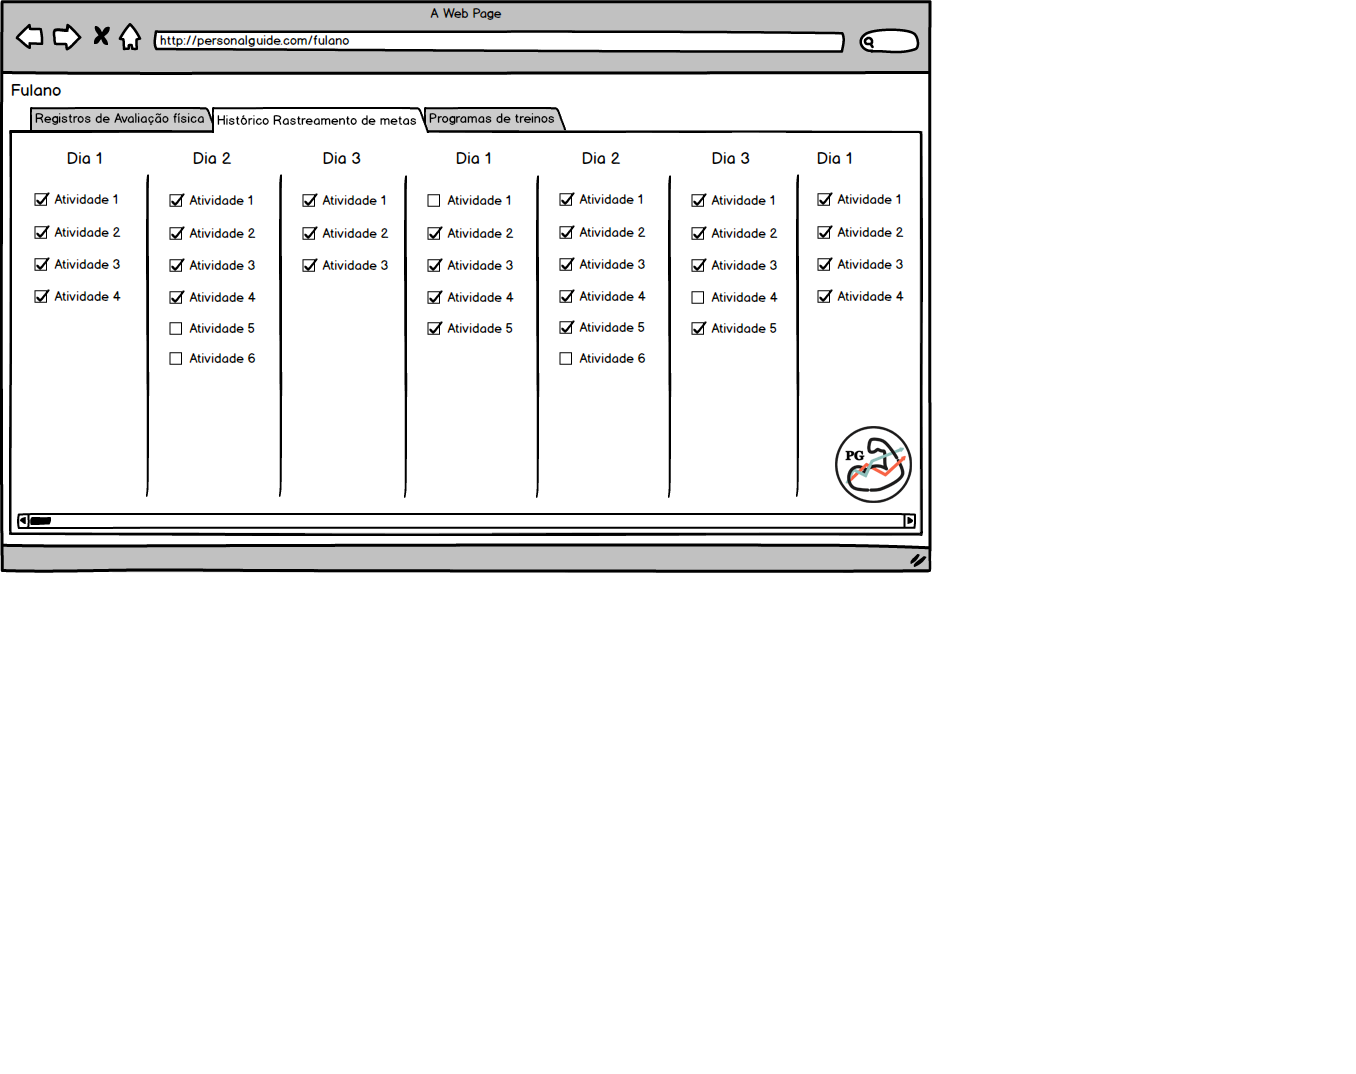 A Web Page
http://personalguide.com/fulano
Fulano
Registros de Avaliação física
Histórico Rastreamento de metas
Programas de treinos
Dia 1
Atividade 1
Atividade 2
Atividade 3
Atividade 4
Dia 2
Atividade 1
Atividade 2
Atividade 3
Atividade 4
Atividade 5
Atividade 6
Dia 3
Atividade 1
Atividade 2
Atividade 3
Dia 1
Atividade 1
Atividade 2
Atividade 3
Atividade 4
Atividade 5
Dia 2
Atividade 1
Atividade 2
Atividade 3
Atividade 4
Atividade 5
Atividade 6
Dia 3
Atividade 1
Atividade 2
Atividade 3
Atividade 4
Atividade 5
Dia 1
Atividade 1
Atividade 2
Atividade 3
Atividade 4
PG